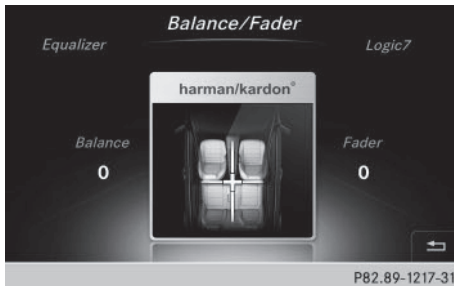 Balance/Fader
Equalizer
Logic7
harman/kardon®
Balance
Fader
0
0
P82.89-1217-31